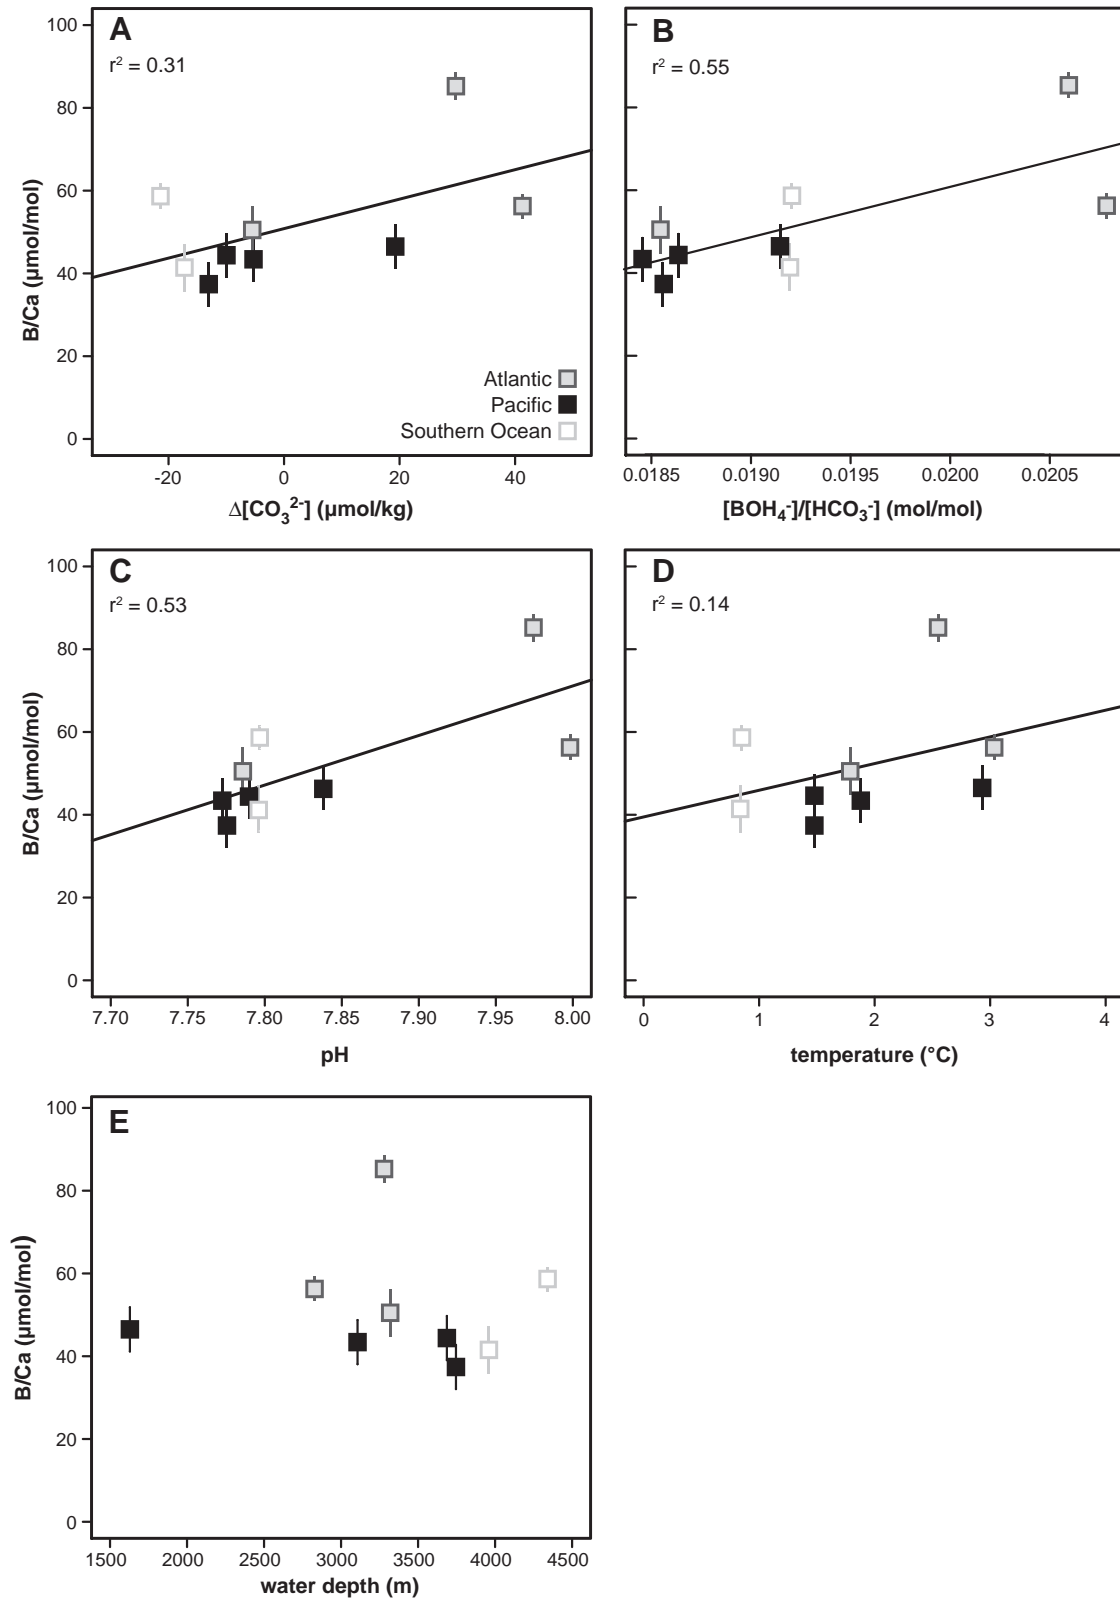 A
r² = 0.31
100
80
60
40
20
0
B/Ca (µmol/mol)
Atlantic
Pacific
Southern Ocean
-20
0
20
40
Δ[CO₃²⁻] (µmol/kg)
B
r² = 0.55
0.0185
0.0190
0.0195
0.0200
0.0205
[BOH₄⁻]/[HCO₃⁻] (mol/mol)
C
r² = 0.53
100
80
60
40
20
0
B/Ca (µmol/mol)
7.70
7.75
7.80
7.85
7.90
7.95
8.00
pH
D
r² = 0.14
0
1
2
3
4
temperature (°C)
E
100
80
60
40
20
0
B/Ca (µmol/mol)
1500
2000
2500
3000
3500
4000
4500
water depth (m)